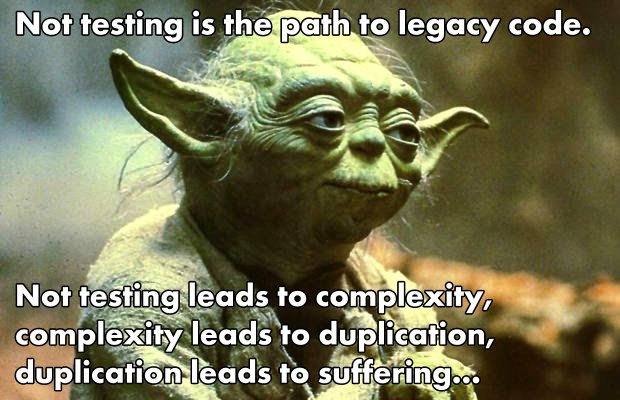 Not testing is the path to legacy code.
Not testing leads to complexity,
complexity leads to duplication,
duplication leads to suffering...